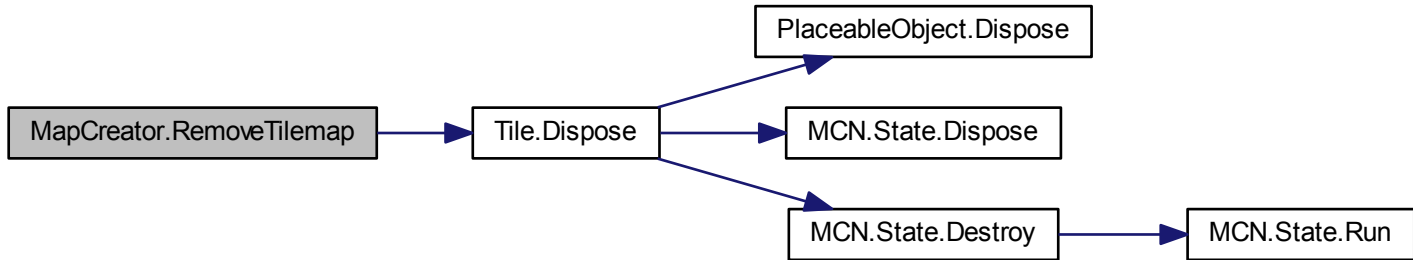 PlaceableObject.Dispose
MapCreator.RemoveTilemap
Tile.Dispose
MCN.State.Dispose
MCN.State.Destroy
MCN.State.Run